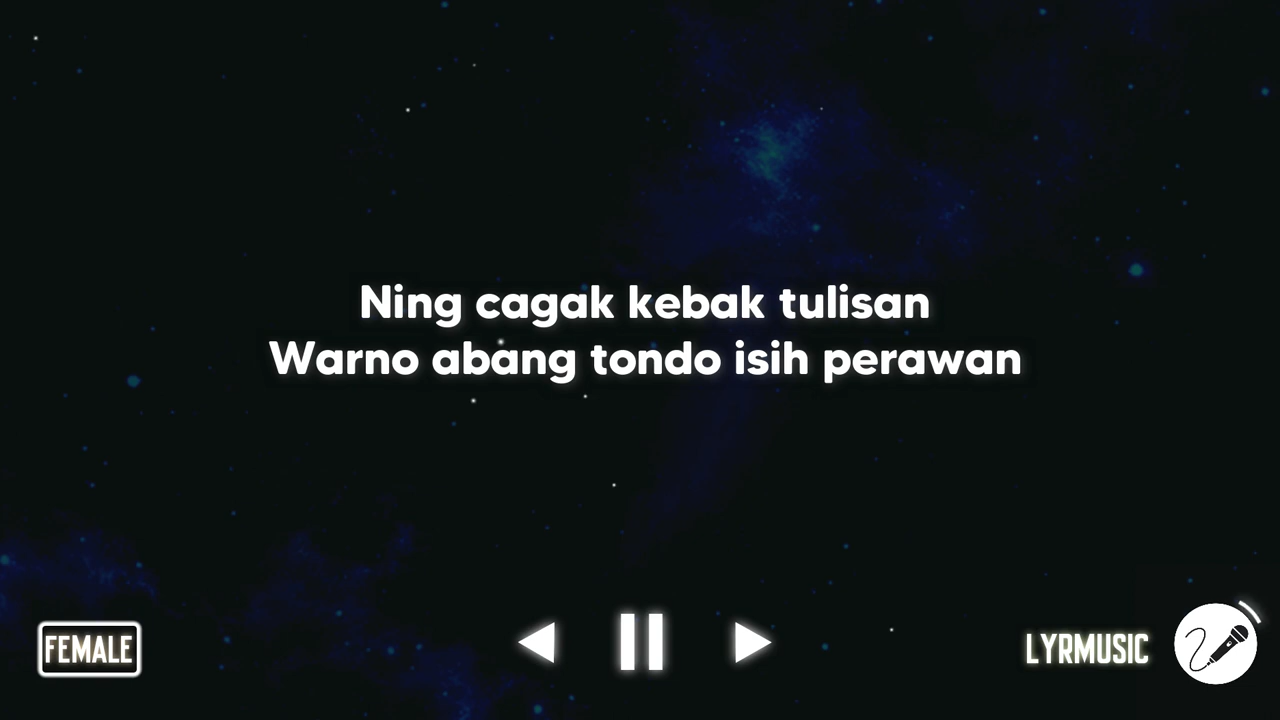 Ning cagak kebak tulisan
Warno abang tondo isih perawan
FEMALE
LYRMUSIC